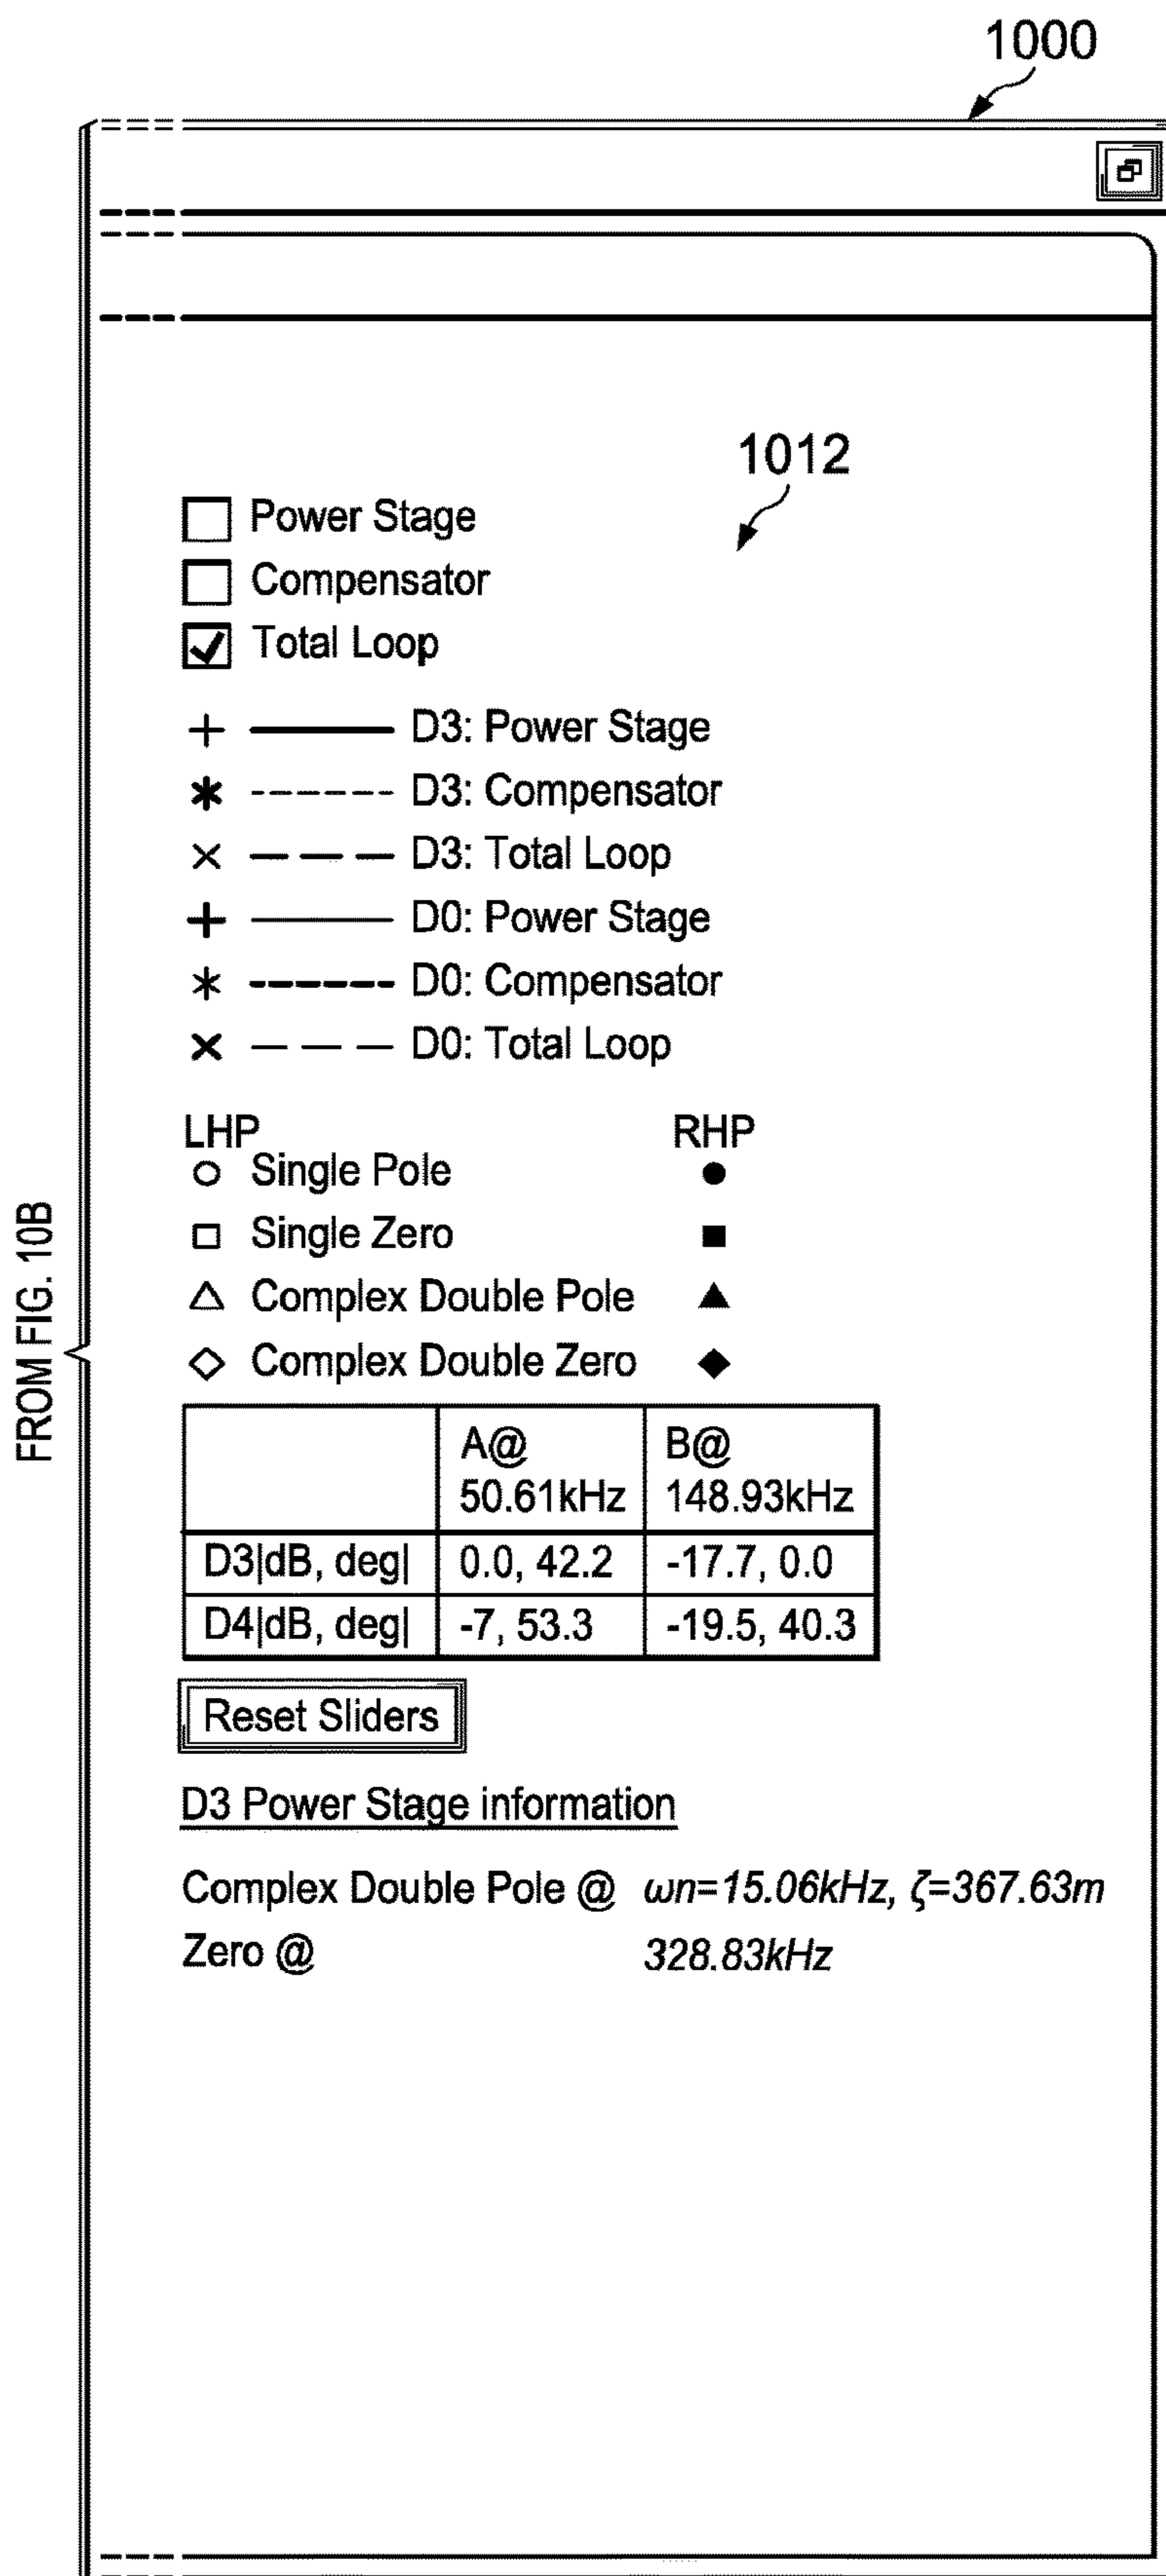 1000
1012
Power Stage
Compensator
Total Loop
D3: Power Stage
D3: Compensator
D3: Total Loop
D0: Power Stage
D0: Compensator
D0: Total Loop
LHP RHP
Single Pole
Single Zero
Complex Double Pole
Complex Double Zero
A@ B@
50.61kHz 148.93kHz
D3|dB, deg| 0.0, 42.2 -17.7, 0.0
D4|dB, deg| -7, 53.3 -19.5, 40.3
Reset Sliders
D3 Power Stage information
Complex Double Pole @ ωn=15.06kHz, ζ=367.63m
Zero @ 328.83kHz
FROM FIG. 10B